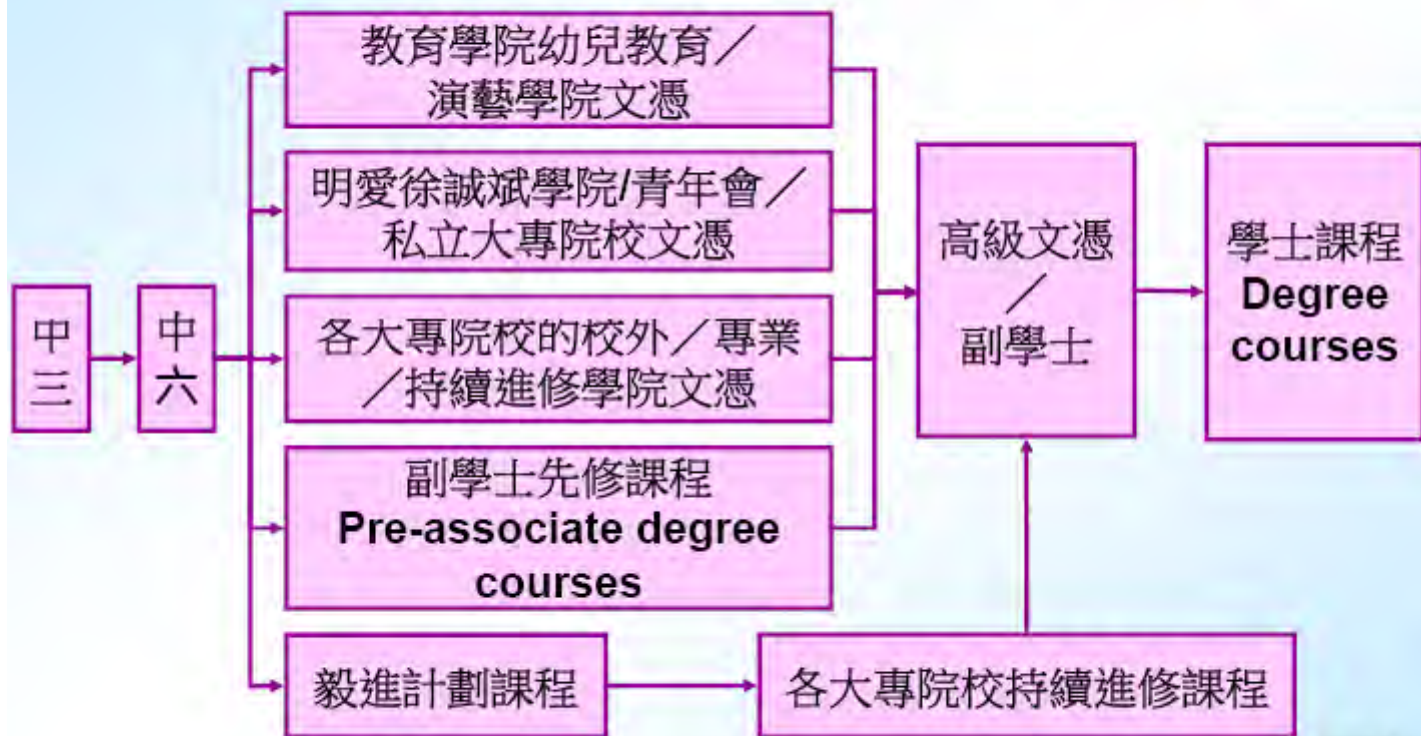 中
三
中
六
教育學院幼兒教育／
演藝學院文憑
明愛徐誠斌學院/青年會／
私立大專院校文憑
各大專院校的校外／專業
／持續進修學院文憑
副學士先修課程
Pre-associate degree
courses
毅進計劃課程
各大專院校持續進修課程
高級文憑
／
副學士
學士課程
Degree
courses